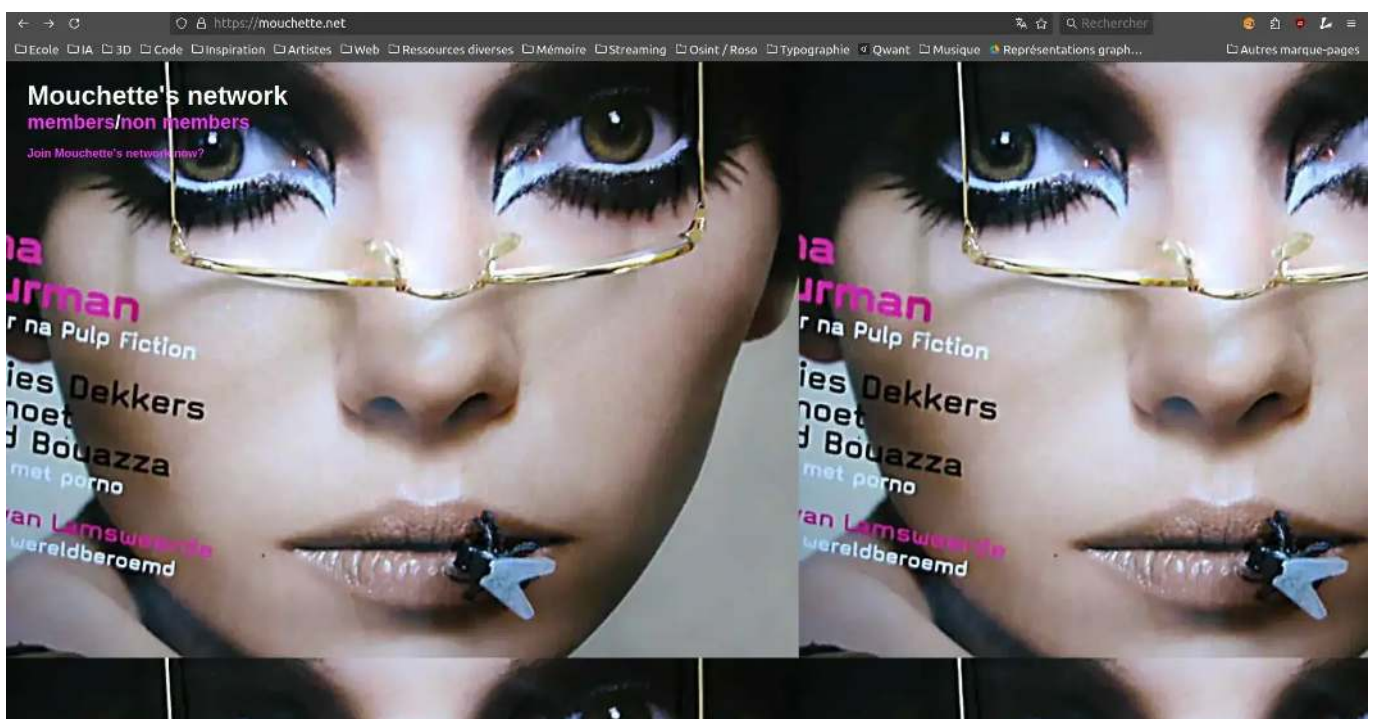 https://mouchette.net
Rechercher
Ecole IA 3D Code Inspiration Artistes Web Ressources diverses Mémoire Streaming Osint / Roso Typographie Qwant Musique Représentations graph... Autres marque-pages
Mouchette's network
members/non members
Join Mouchette's network now?
na
urman
r na Pulp Fiction
ies Dekkers
noet
d Bouazza
met porno
van Lamsweerde
wereldberoemd
na
urman
r na Pulp Fiction
ies Dekkers
noet
d Bouazza
met porno
van Lamsweerde
wereldberoemd